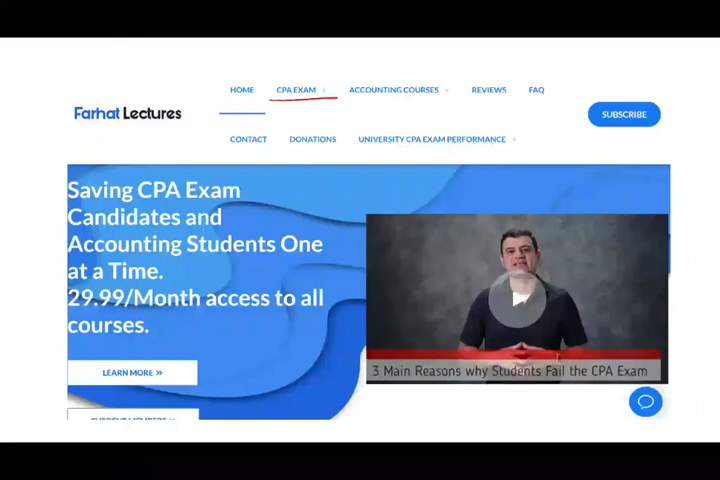 HOME CPA EXAM + ACCOUNTING COURSES + REVIEWS FAQ
Farhat Lectures
SUBSCRIBE
CONTACT DONATIONS UNIVERSITY CPA EXAM PERFORMANCE +
Saving CPA Exam
Candidates and
Accounting Students One
at a Time.
29.99/Month access to all
courses.
LEARN MORE »
CURRENT MEMBERS »
3 Main Reasons why Students Fail the CPA Exam